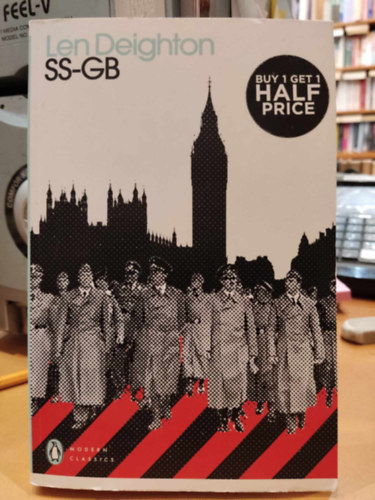 FEEL-V
Len Deighton
SS-GB
BUY 1 GET 1
HALF
PRICE
MODERN
CLASSICS